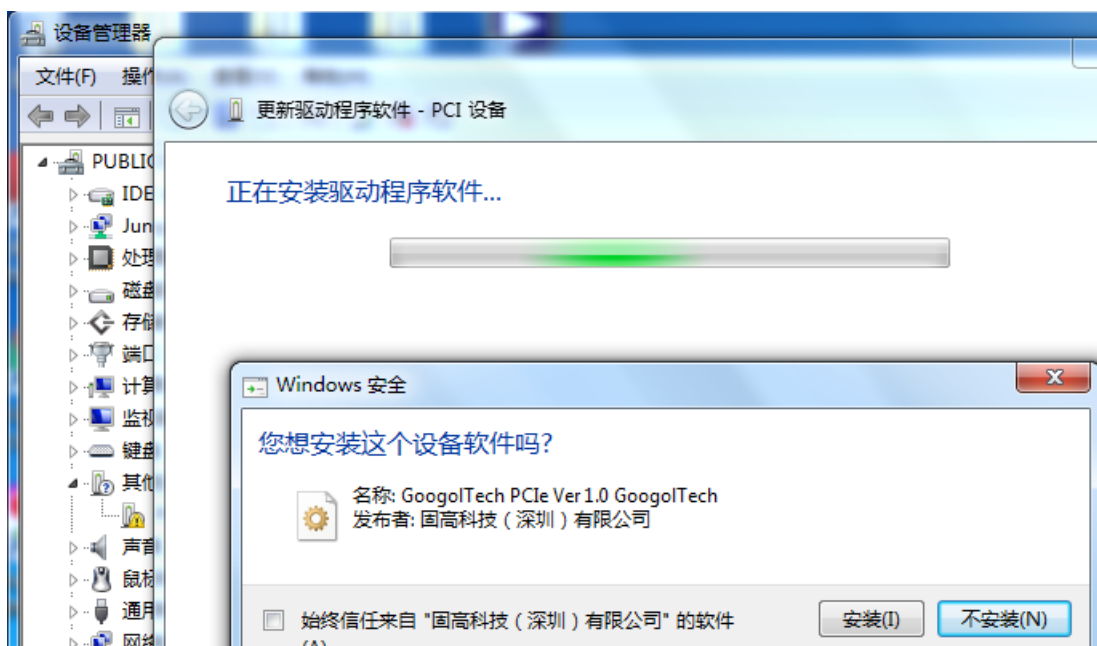 设备管理器
文件(F)
更新驱动程序软件 - PCI 设备
PUBLIC
正在安装驱动程序软件...
IDE
Jun
处理
磁盘
存储
端口
计算
监视
键盘
其他
声音
鼠标
通用
网络
Windows 安全
您想安装这个设备软件吗?
名称: GoogolTech PCIe Ver 1.0 GoogolTech
发布者: 固高科技（深圳）有限公司
始终信任来自 "固高科技（深圳）有限公司" 的软件
(A)
安装(I)
不安装(N)